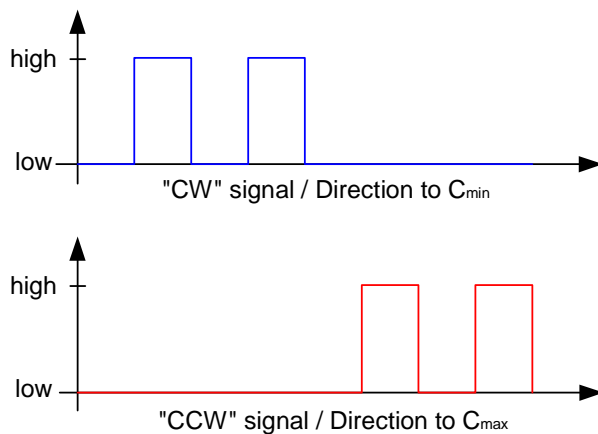 high
low
"CW" signal / Direction to Cmin
high
low
"CCW" signal / Direction to Cmax